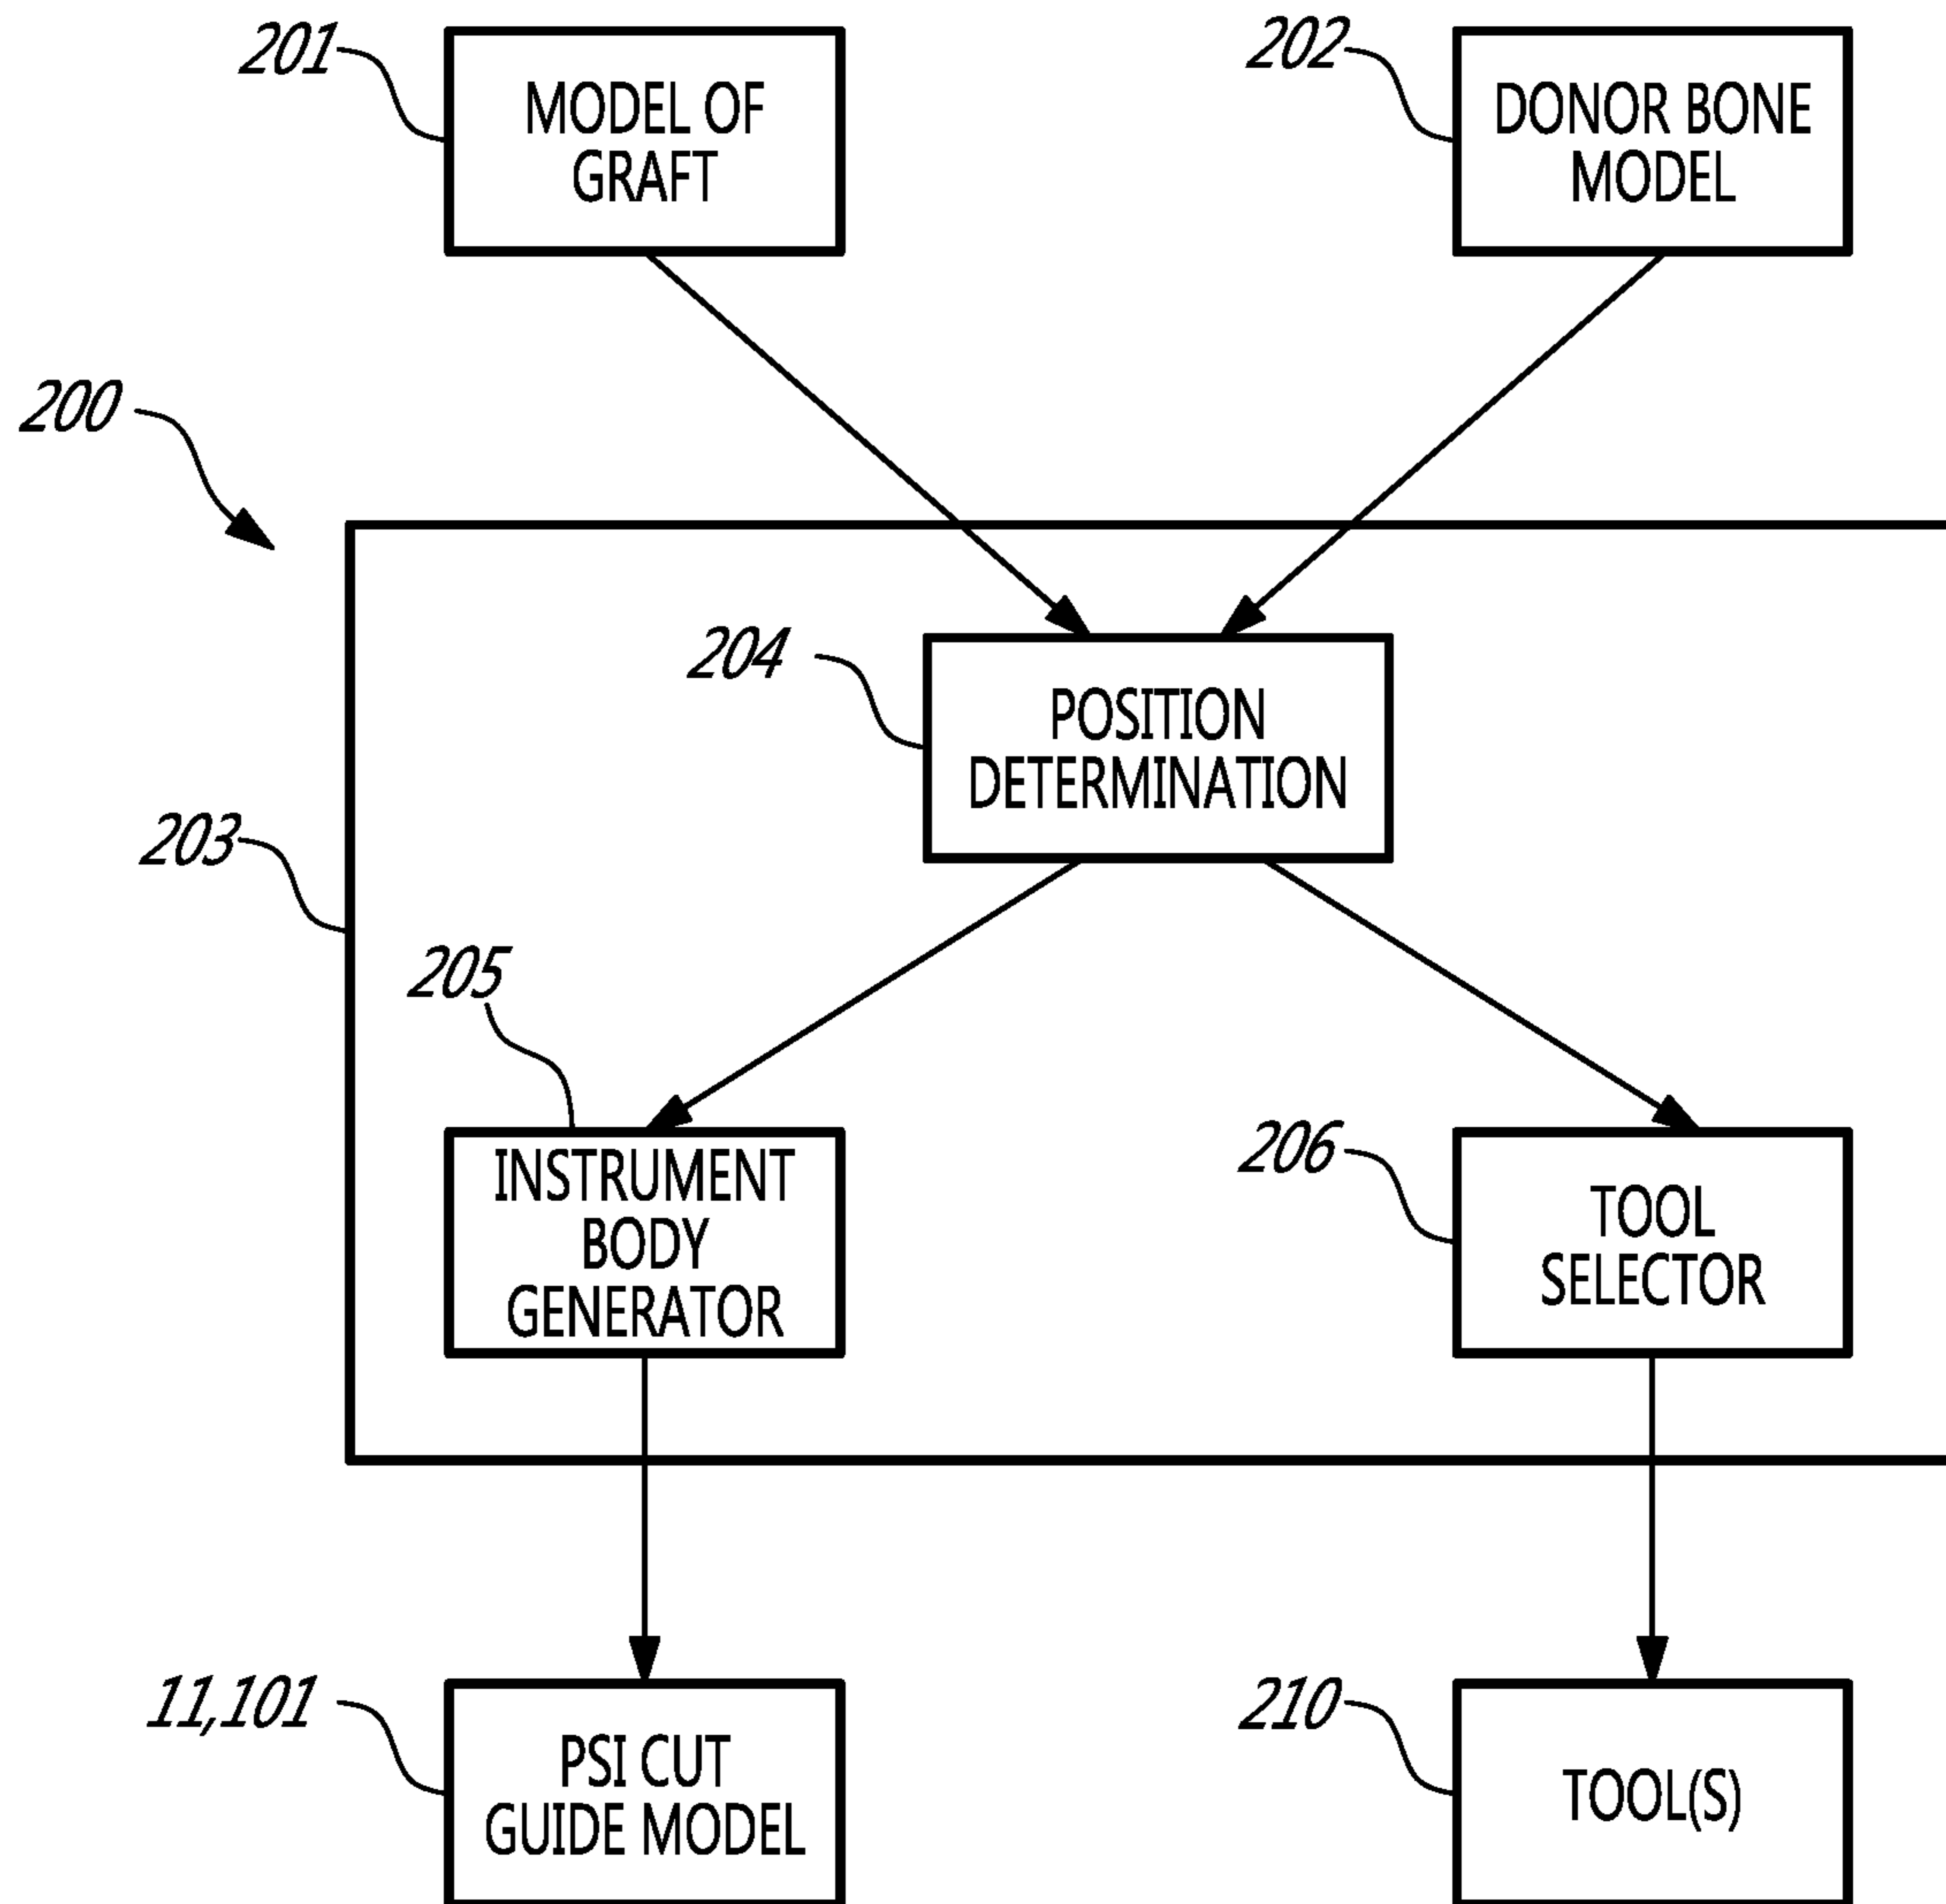 201
MODEL OF
GRAFT
202
DONOR BONE
MODEL
200
204
POSITION
DETERMINATION
203
205
INSTRUMENT
BODY
GENERATOR
206
TOOL
SELECTOR
11,101
PSI CUT
GUIDE MODEL
210
TOOL(S)